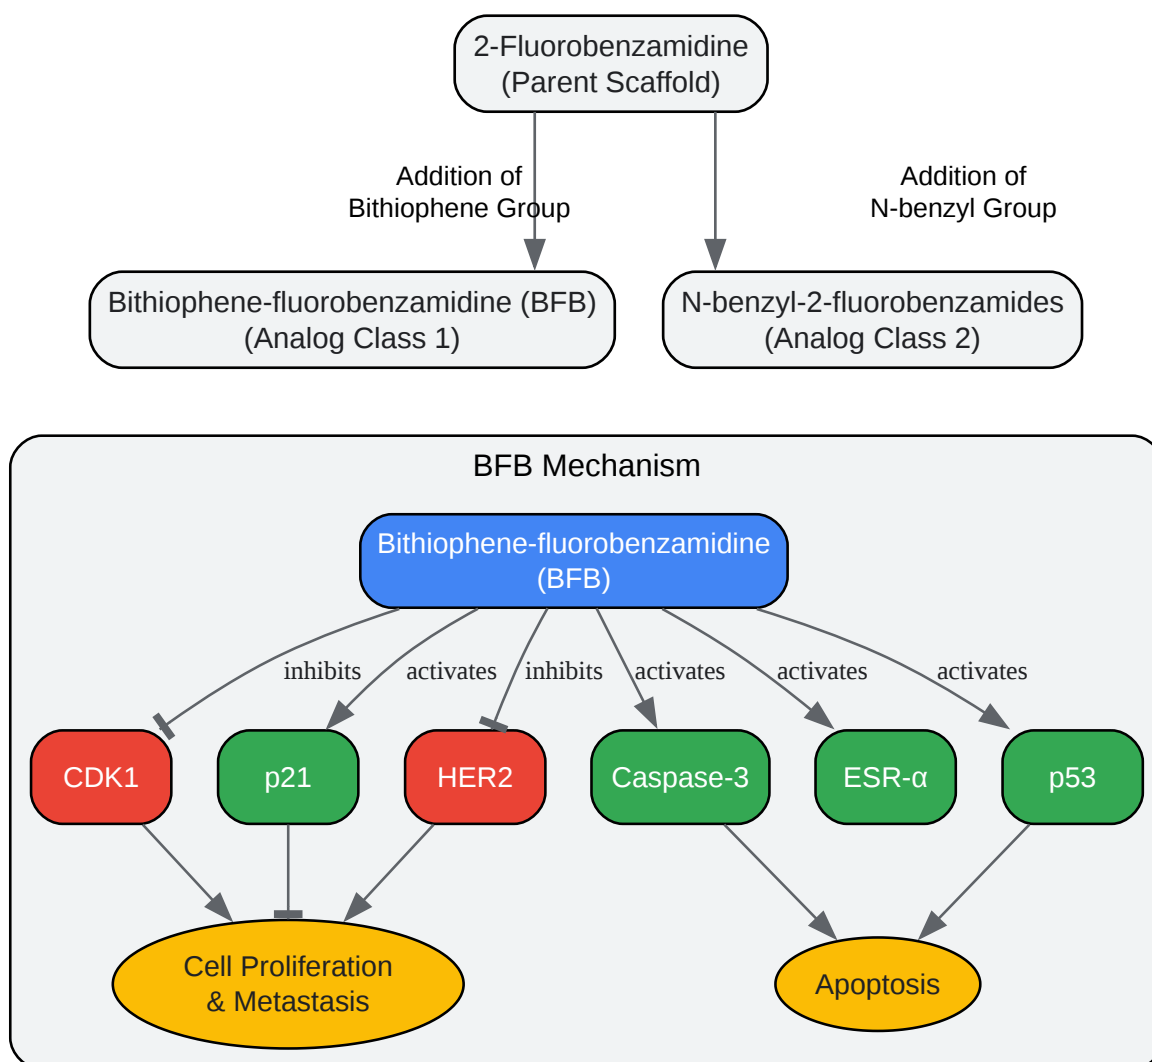 2-Fluorobenzamidine
(Parent Scaffold)
Addition of
Bithiophene Group
Addition of
N-benzyl Group
Bithiophene-fluorobenzamidine (BFB)
(Analog Class 1)
N-benzyl-2-fluorobenzamides
(Analog Class 2)
BFB Mechanism
Bithiophene-fluorobenzamidine
(BFB)
inhibits
activates
inhibits
activates
activates
activates
CDK1
p21
HER2
Caspase-3
ESR-α
p53
Cell Proliferation
& Metastasis
Apoptosis